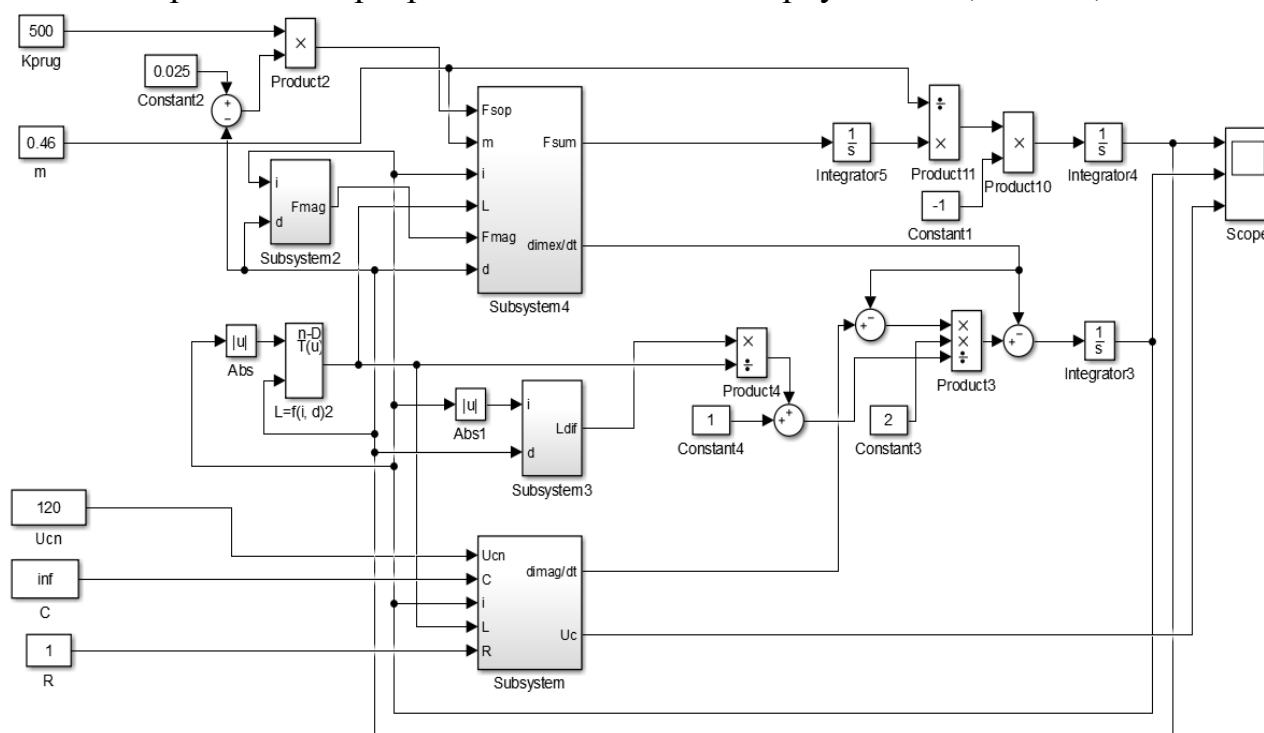 500
Kprug
×
Product2
0.025
Constant2
+
−
0.46
m
i
d
Fmag
Subsystem2
Fsop
m
i
L
Fmag
d
Fsum
dimex/dt
Subsystem4
1
s
Integrator5
÷
×
Product11
×
Product10
-1
Constant1
1
s
Integrator4
Scope
|u|
Abs
n-D
T(u)
L=f(i, d)2
|u|
Abs1
i
d
Ldif
Subsystem3
×
÷
Product4
1
Constant4
+
+
+
−
×
×
÷
Product3
2
Constant3
+
−
1
s
Integrator3
120
Ucn
inf
C
1
R
Ucn
C
i
L
R
dimag/dt
Uc
Subsystem